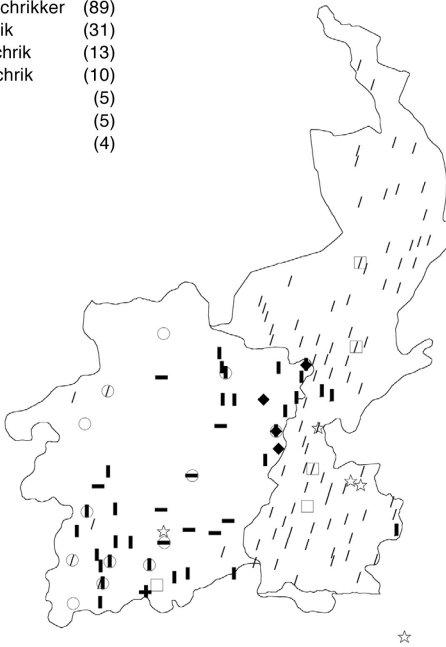 chrikker (89)
ik (31)
chrik (13)
chrik (10)
(5)
(5)
(4)